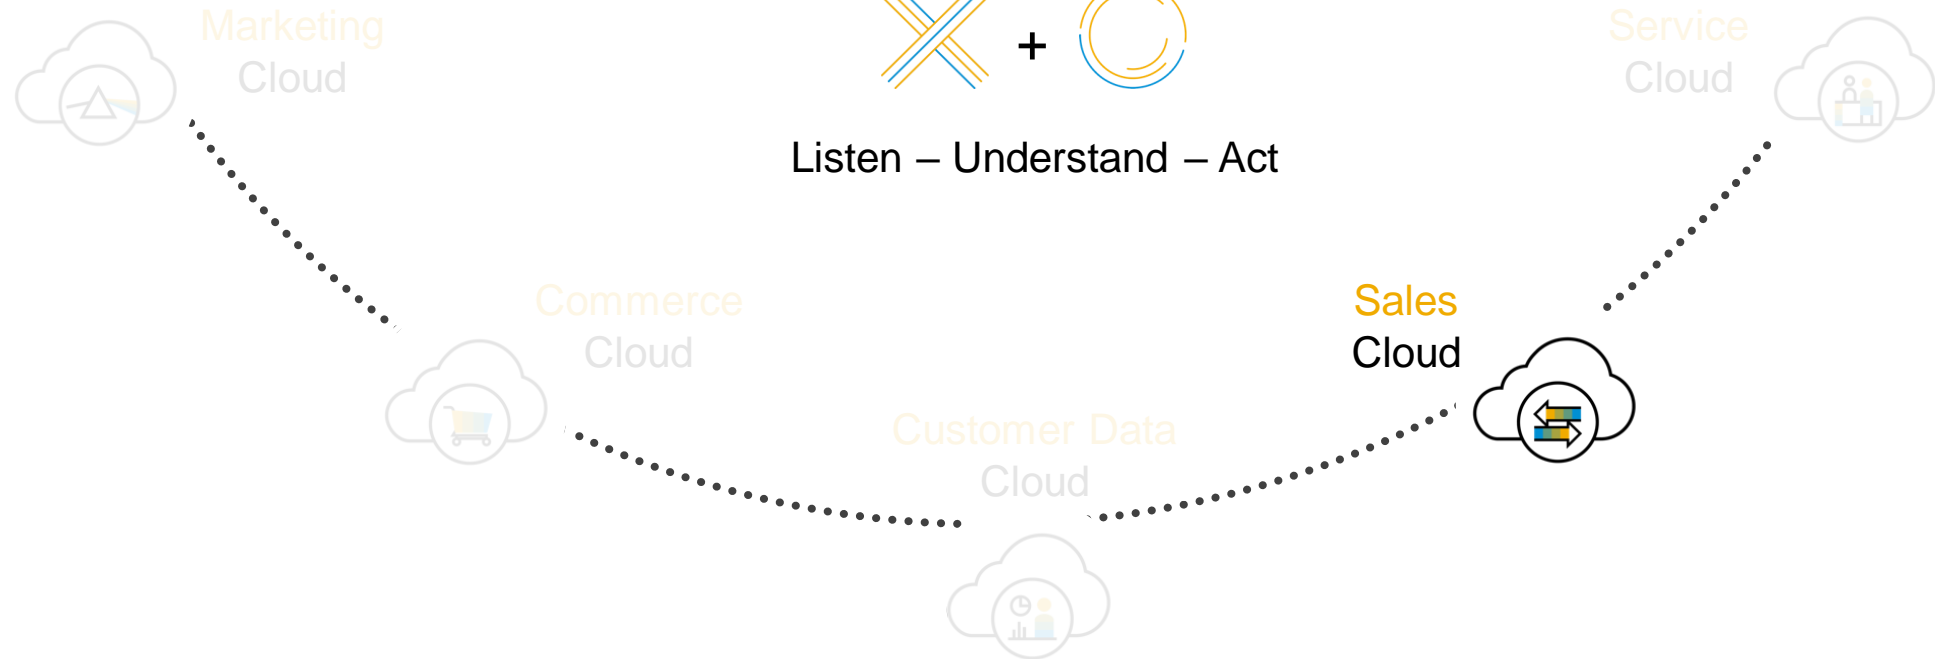 Marketing
Cloud
+
Service
Cloud
Listen – Understand – Act
Commerce
Cloud
Sales
Cloud
Customer Data
Cloud